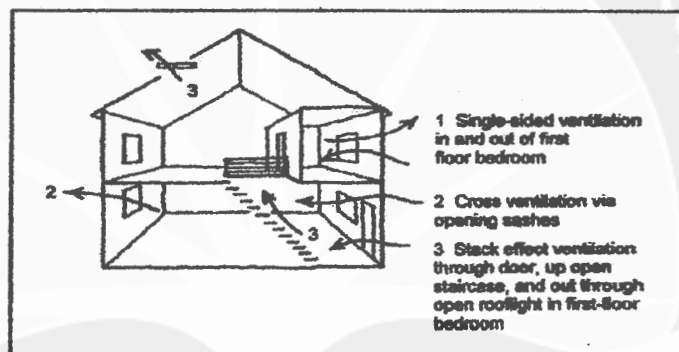 3
2
3
1 Single-sided ventilation
in and out of first
floor bedroom
2 Cross ventilation via
opening sashes
3 Stack effect ventilation
through door, up open
staircase, and out through
open rooflight in first-floor
bedroom